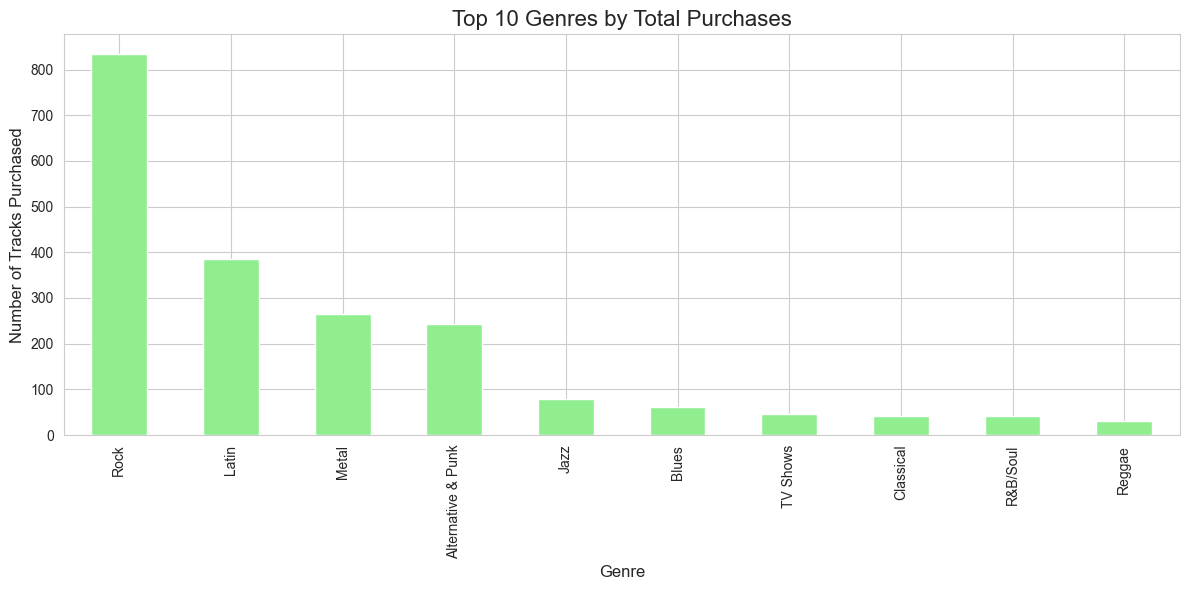 Top 10 Genres by Total Purchases
Number of Tracks Purchased
800
700
600
500
400
300
200
100
0
Rock
Latin
Metal
Alternative & Punk
Jazz
Blues
TV Shows
Classical
R&B/Soul
Reggae
Genre